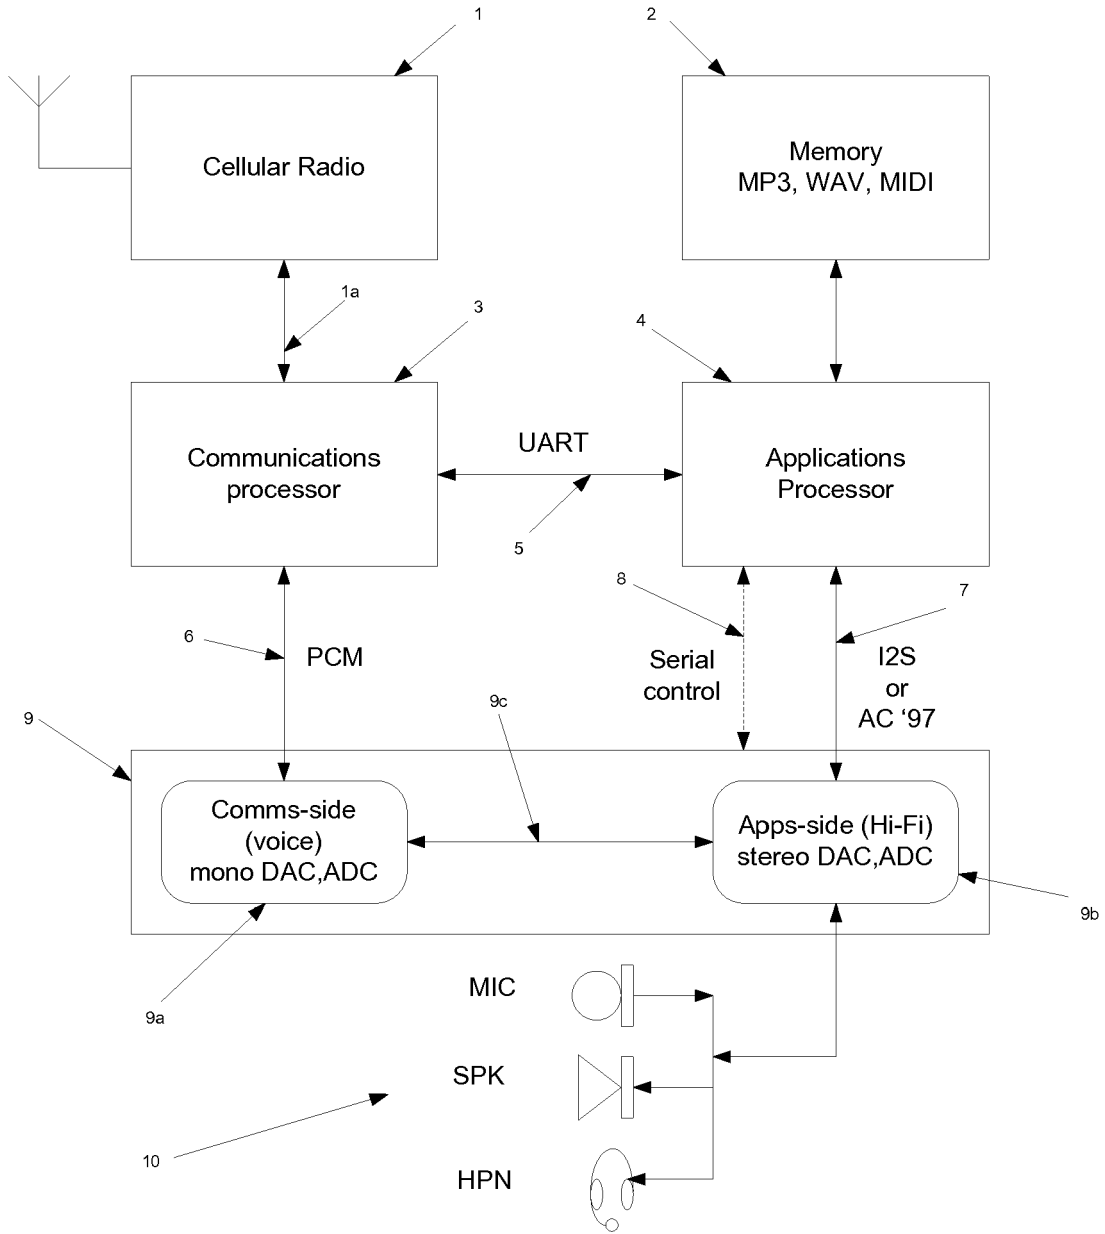 1
2
Cellular Radio
Memory
MP3, WAV, MIDI
1a
3
4
Communications
processor
UART
Applications
Processor
5
8
7
6
PCM
Serial
control
I2S
or
AC ‘97
9
9c
Comms-side
(voice)
mono DAC,ADC
Apps-side (Hi-Fi)
stereo DAC,ADC
9b
9a
MIC
SPK
10
HPN